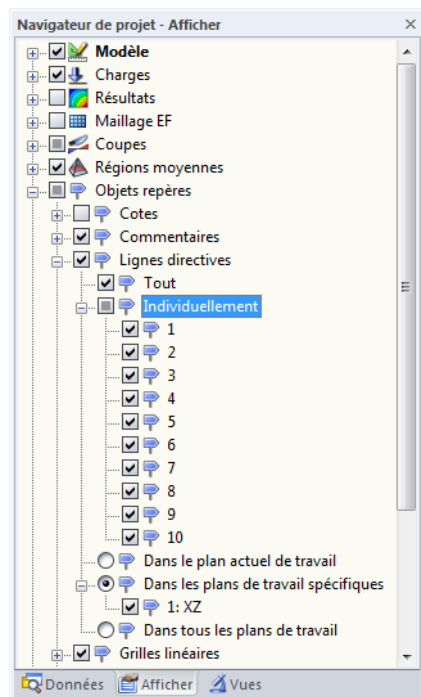 Navigateur de projet - Afficher
Modèle
Charges
Résultats
Maillage EF
Coupes
Régions moyennes
Objets repères
Cotes
Commentaires
Lignes directives
Tout
Individuellement
1
2
3
4
5
6
7
8
9
10
Dans le plan actuel de travail
Dans les plans de travail spécifiques
1: XZ
Dans tous les plans de travail
Grilles linéaires
Données Afficher Vues